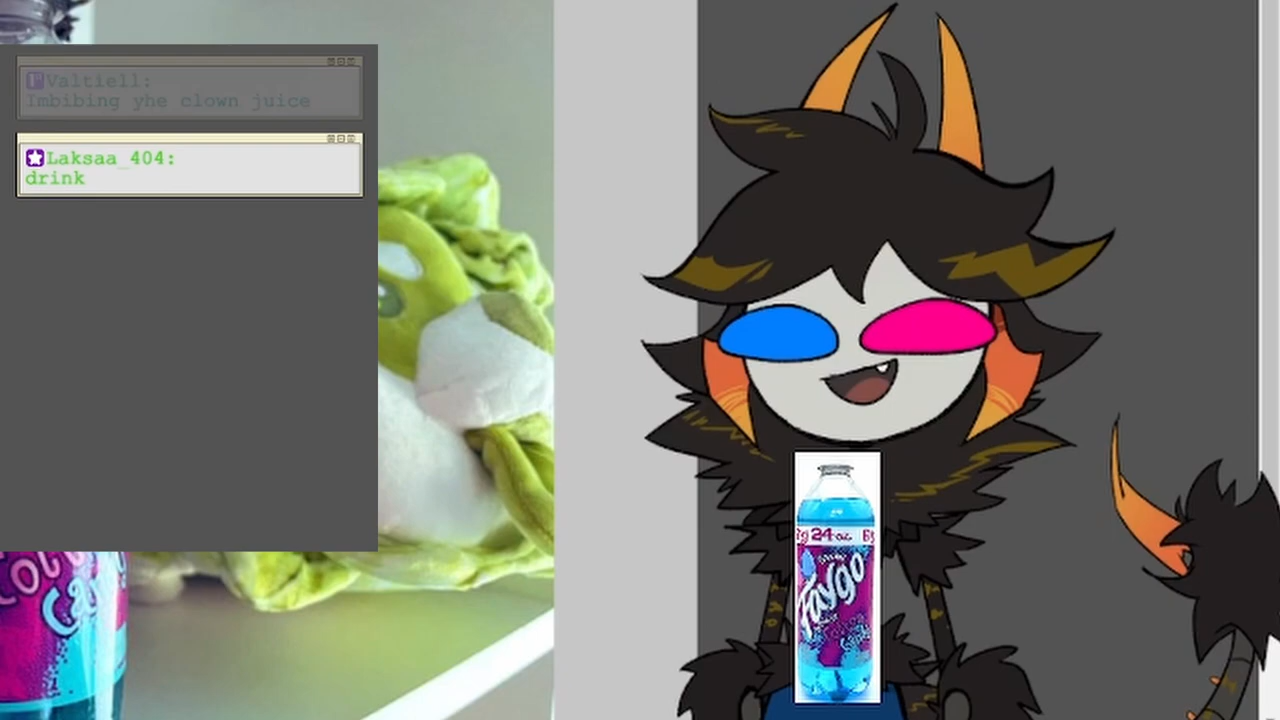 Valtiell:
Imbibing yhe clown juice
Laksaa_404:
drink
24 oz
Faygo